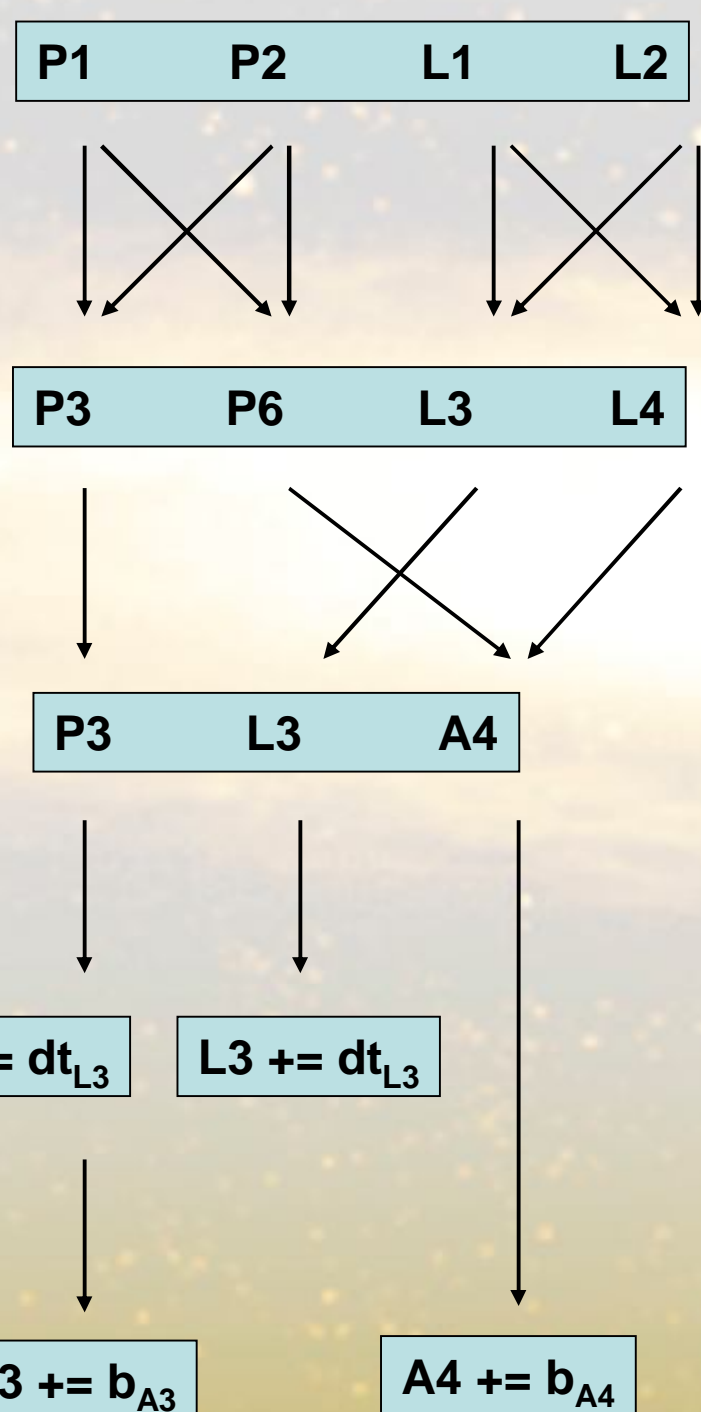 P1 P2 L1 L2
P3 P6 L3 L4
P3 L3 A4
= dt_L3 L3 += dt_L3
3 += b_A3 A4 += b_A4